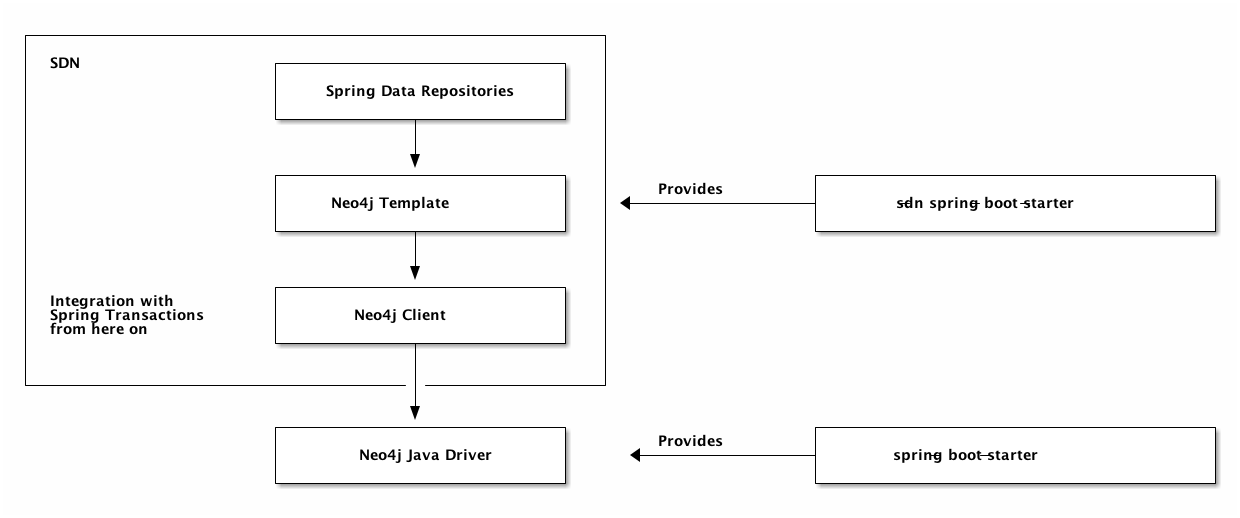 SDN
Spring Data Repositories
Neo4j Template
Provides
sdn-spring-boot-starter
Integration with
Spring Transactions
from here on
Neo4j Client
Neo4j Java Driver
Provides
spring-boot-starter